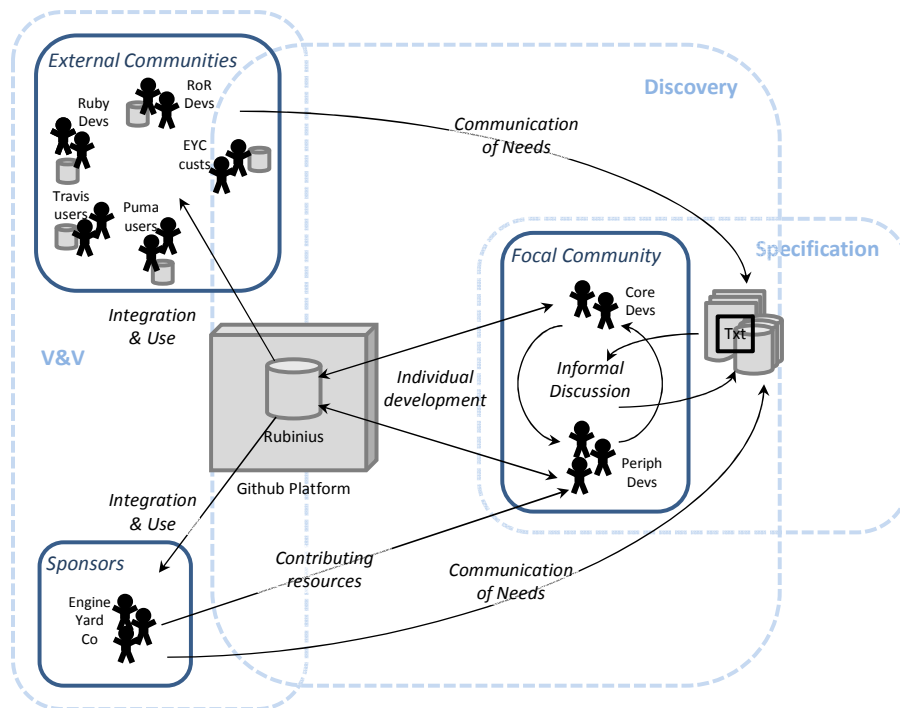 External Communities
RoR
Devs
Ruby
Devs
EYC
custs
Travis
users
Puma
users
Discovery
Communication
of Needs
Specification
Focal Community
Core
Devs
Txt
Informal
Discussion
Periph
Devs
Integration
& Use
V&V
Individual
development
Rubinius
Github Platform
Integration
& Use
Sponsors
Engine
Yard
Co
Contributing
resources
Communication
of Needs